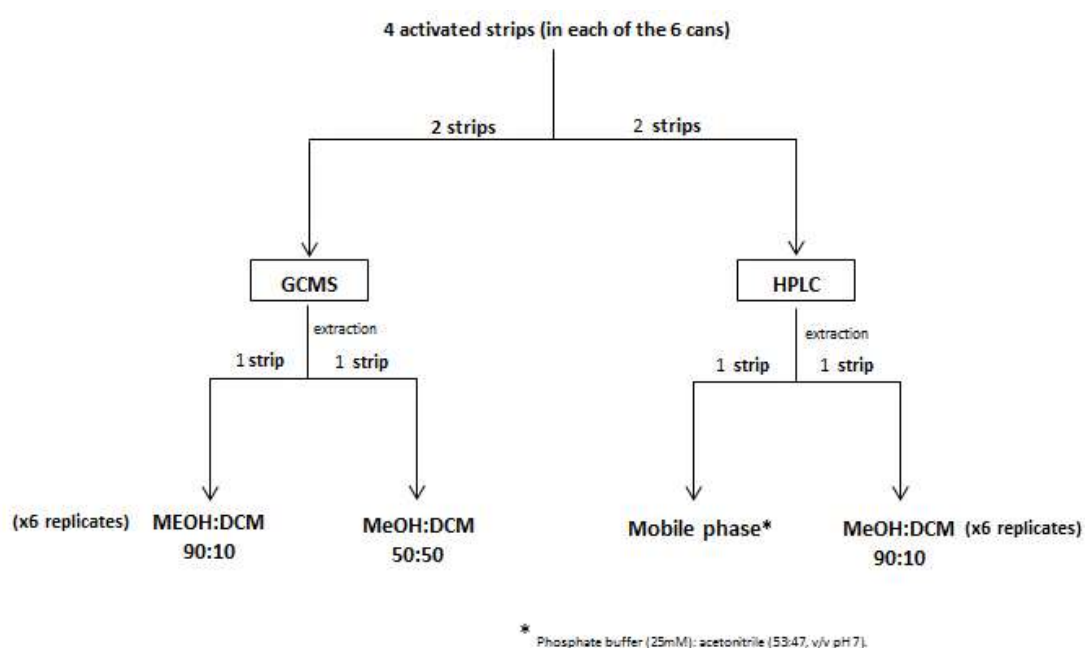 4 activated strips (in each of the 6 cans)
2 strips
2 strips
GCMS
HPLC
extraction
extraction
1 strip
1 strip
1 strip
1 strip
(x6 replicates)
MEOH:DCM
90:10
MeOH:DCM
50:50
Mobile phase*
MeOH:DCM (x6 replicates)
90:10
* Phosphate buffer (25mM): acetonitrile (53:47, v/v pH 7).